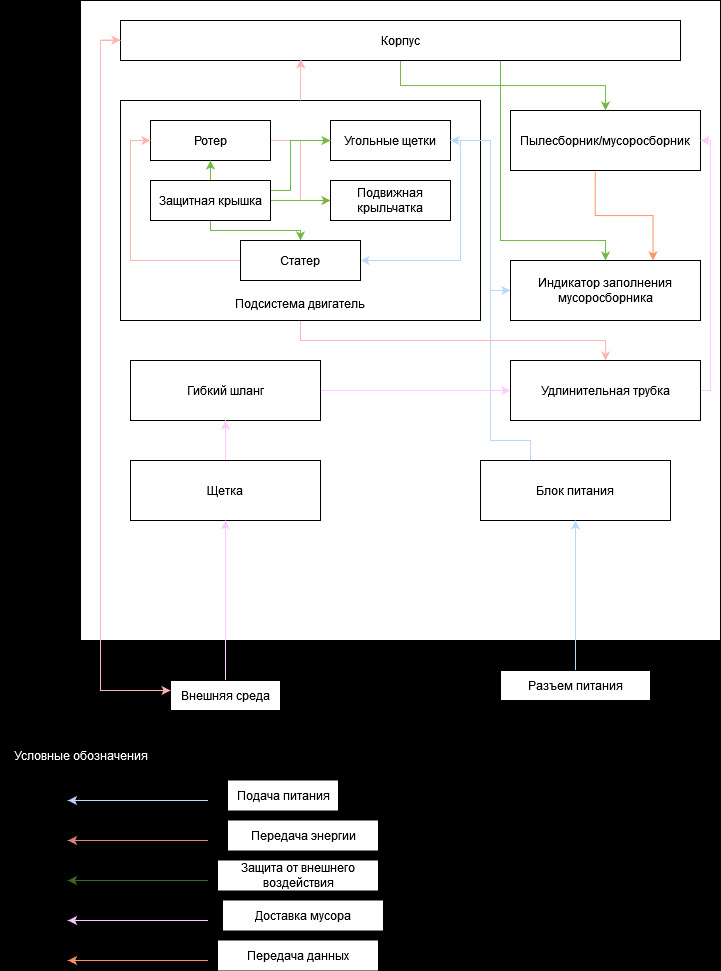 Корпус
Ротер
Угольные щетки
Пылесборник/мусоросборник
Защитная крышка
Подвижная
крыльчатка
Статер
Индикатор заполнения
мусоросборника
Подсистема двигатель
Гибкий шланг
Удлинительная трубка
Щетка
Блок питания
Внешняя среда
Разъем питания
Условные обозначения
Подача питания
Передача энергии
Защита от внешнего
воздействия
Доставка мусора
Передача данных